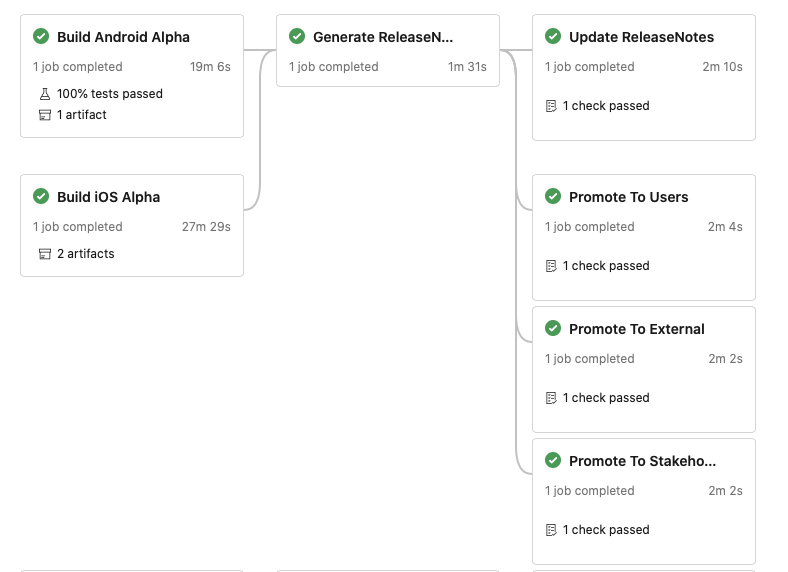 Build Android Alpha
1 job completed 19m 6s
100% tests passed
1 artifact
Build iOS Alpha
1 job completed 27m 29s
2 artifacts
Generate ReleaseN...
1 job completed 1m 31s
Update ReleaseNotes
1 job completed 2m 10s
1 check passed
Promote To Users
1 job completed 2m 4s
1 check passed
Promote To External
1 job completed 2m 2s
1 check passed
Promote To Stakeho...
1 job completed 2m 2s
1 check passed